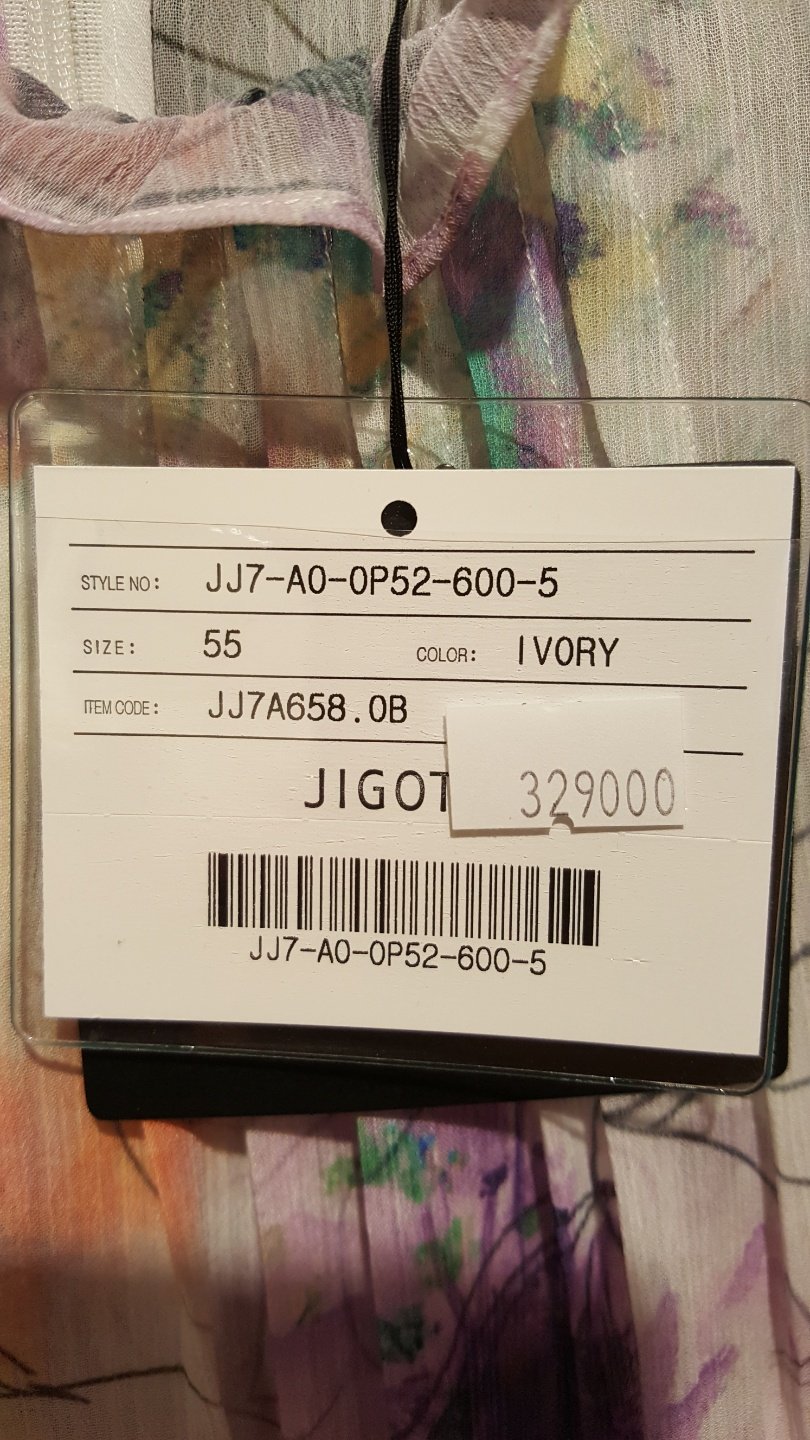 STYLE NO: JJ7-A0-0P52-600-5
SIZE: 55 COLOR: IVORY
ITEM CODE: JJ7A658.0B
329000
JJ7-A0-0P52-600-5